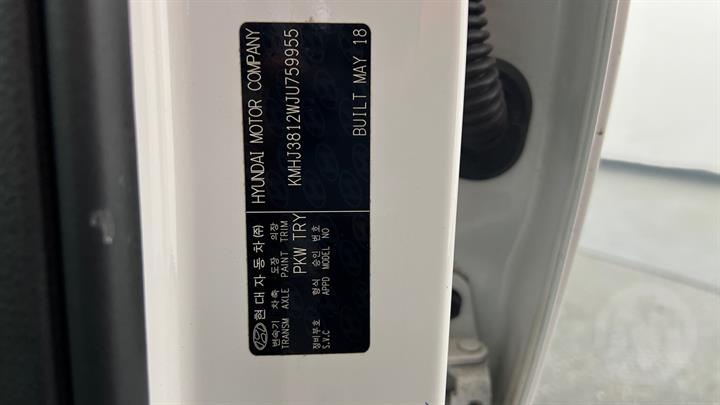 현대자동차(주) HYUNDAI MOTOR COMPANY
변속기 차축 도장 의장
TRANSM AXLE PAINT TRIM
PKW TRY KMHJ3812WJU759955
형식 승인 번호
APPD MODEL NO
정비부호
S.V.C
BUILT MAY 18